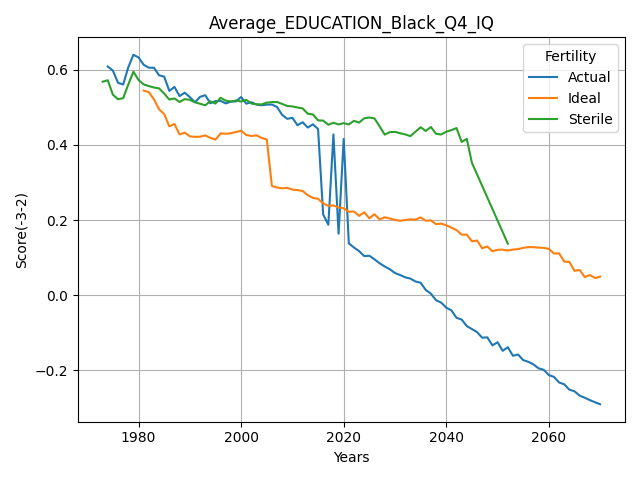 Average_EDUCATION_Black_Q4_IQ
Fertility
Actual
Ideal
Sterile
Score(-3-2)
0.6
0.4
0.2
0.0
−0.2
1980
2000
2020
2040
2060
Years